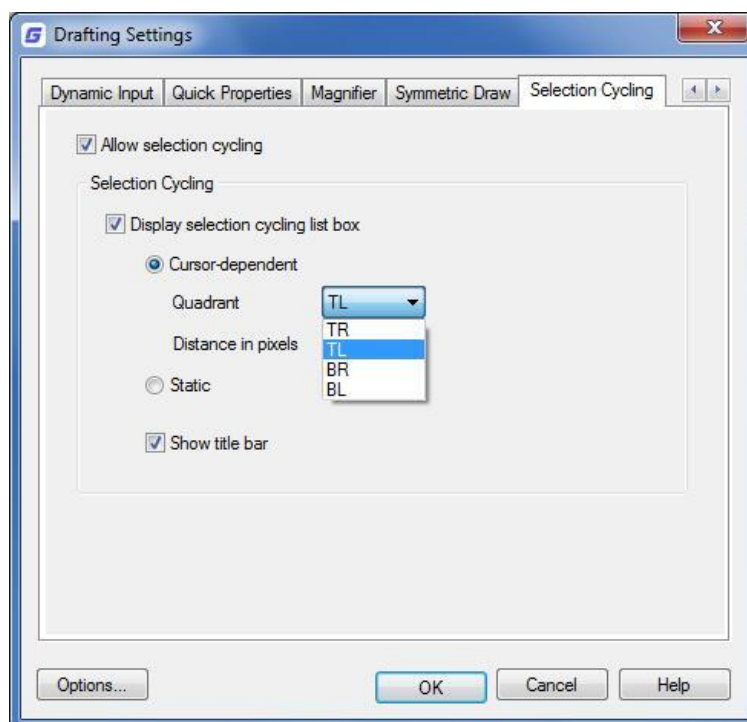 Drafting Settings
Dynamic Input Quick Properties Magnifier Symmetric Draw Selection Cycling
Allow selection cycling
Selection Cycling
Display selection cycling list box
Cursor-dependent
Quadrant TL
TR
Distance in pixels TL
BR
Static BL
Show title bar
Options... OK Cancel Help